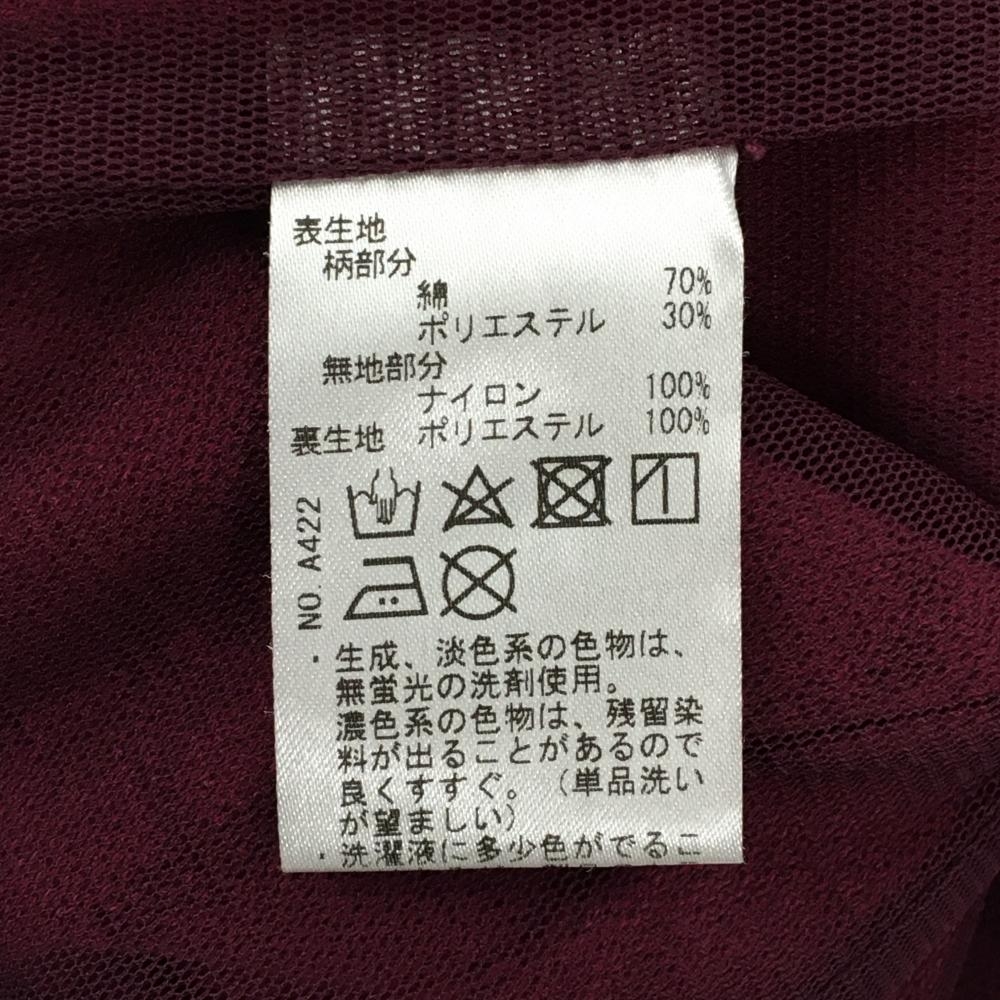 表生地
柄部分
綿 70%
ポリエステル 30%
無地部分
ナイロン 100%
裏生地 ポリエステル 100%
NO. A422
・生成、淡色系の色物は、
無蛍光の洗剤使用。
濃色系の色物は、残留染
料が出ることがあるので
良くすすぐ。（単品洗い
が望ましい）
・洗濯液に多少色がでるこ